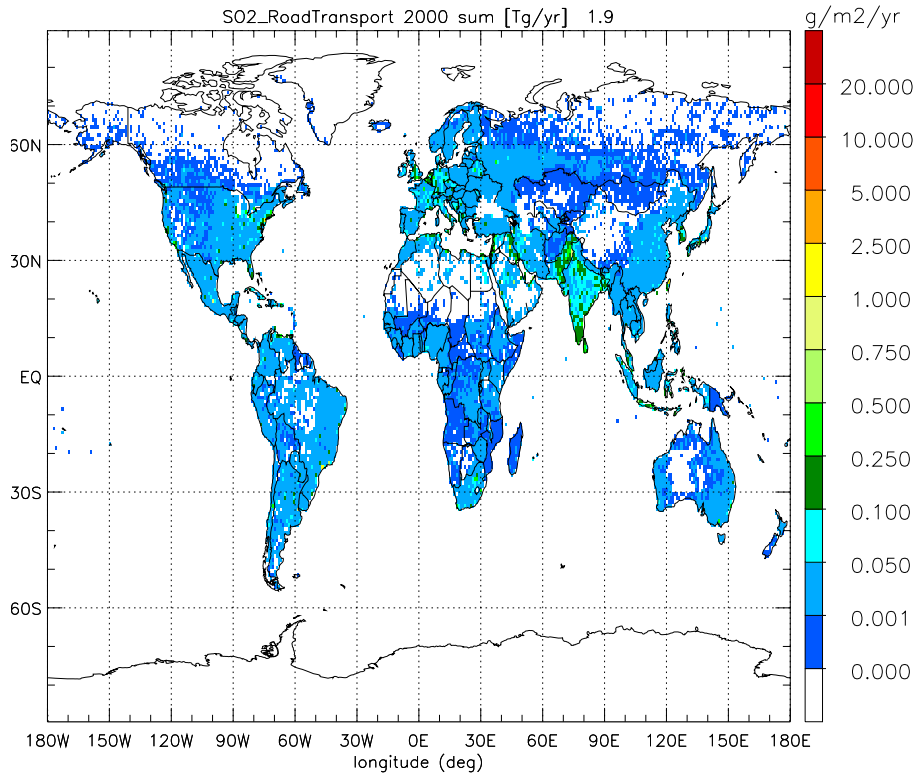 SO2_RoadTransport 2000 sum [Tg/yr] 1.9
g/m2/yr
20.000
10.000
5.000
2.500
1.000
0.750
0.500
0.250
0.100
0.050
0.001
0.000
60N
30N
EQ
30S
60S
180W 150W 120W 90W 60W 30W 0E 30E 60E 90E 120E 150E 180E
longitude (deg)